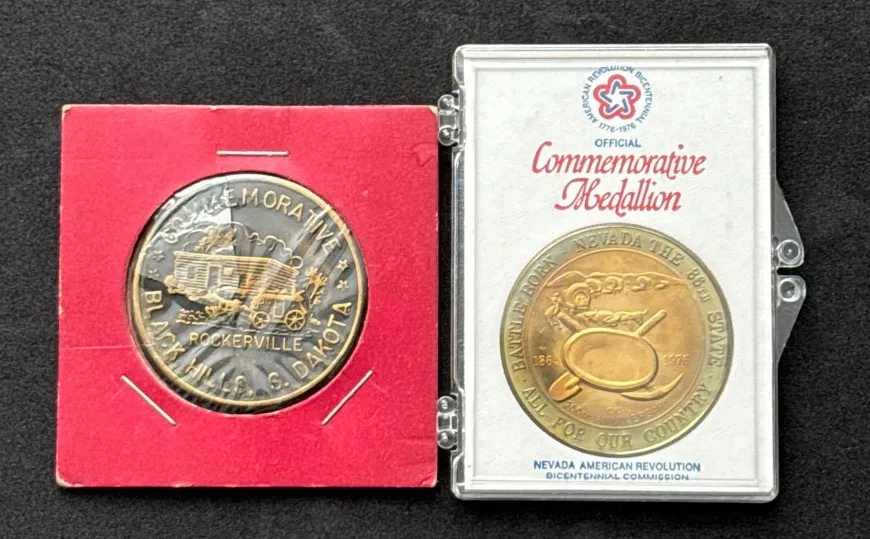 COMMEMORATIVE
ROCKERVILLE
BLACK HILLS, S. DAKOTA
AMERICAN REVOLUTION BICENTENNIAL
1776-1976
OFFICIAL
Commemorative
Medallion
BATTLE BORN - NEVADA THE 36TH STATE
1864 1976
ANNIVERSARY
ALL FOR OUR COUNTRY
NEVADA AMERICAN REVOLUTION
BICENTENNIAL COMMISSION